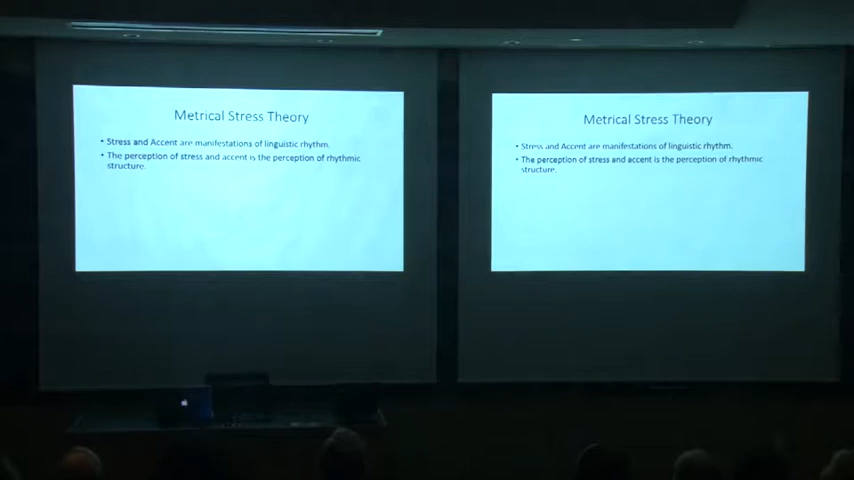 Metrical Stress Theory
• Stress and Accent are manifestations of linguistic rhythm.
• The perception of stress and accent is the perception of rhythmic
structure.
Metrical Stress Theory
• Stress and Accent are manifestations of linguistic rhythm.
• The perception of stress and accent is the perception of rhythmic
structure.